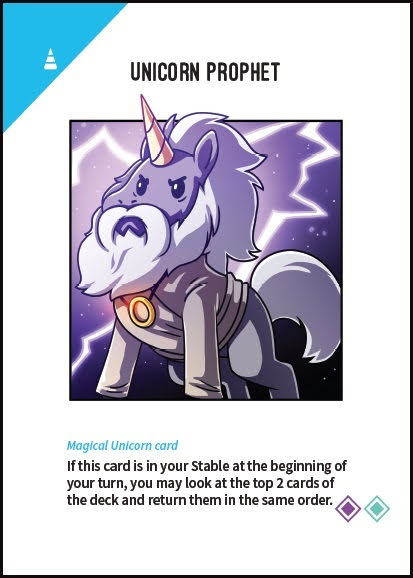 UNICORN PROPHET
Magical Unicorn card
If this card is in your Stable at the beginning of
your turn, you may look at the top 2 cards of
the deck and return them in the same order.